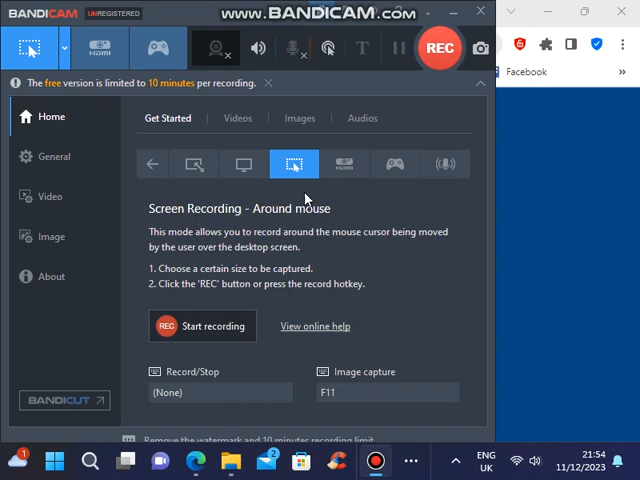 BANDICAM UNREGISTERED
www.BANDICAM.com
REC
The free version is limited to 10 minutes per recording.
Facebook
Home
General
Video
Image
About
BANDICUT
Get Started
Videos
Images
Audios
HDMI
Screen Recording - Around mouse
This mode allows you to record around the mouse cursor being moved
by the user over the desktop screen.
1. Choose a certain size to be captured.
2. Click the 'REC' button or press the record hotkey.
REC Start recording
View online help
Record/Stop
(None)
Image capture
F11
Remove the watermark and 10 minutes recording limit
1
2
ENG
UK
21:54
11/12/2023